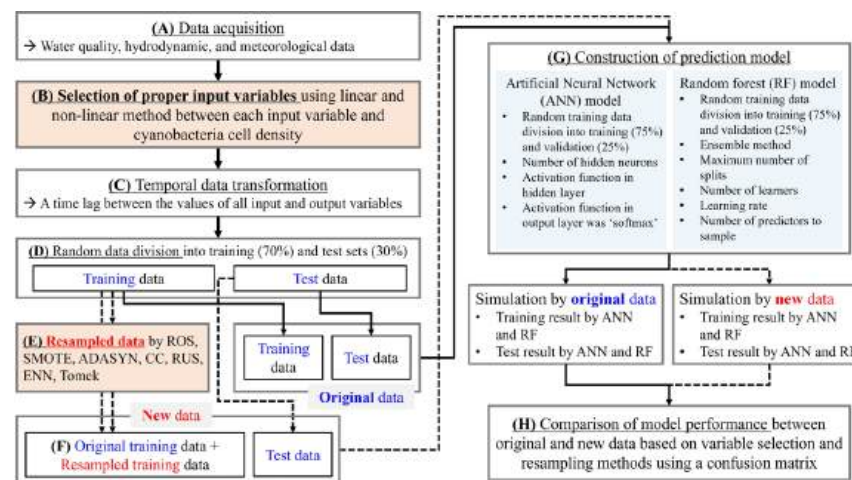 (A) Data acquisition
→ Water quality, hydrodynamic, and meteorological data
(B) Selection of proper input variables using linear and
non-linear method between each input variable and
cyanobacteria cell density
(C) Temporal data transformation
→ A time lag between the values of all input and output variables
(D) Random data division into training (70%) and test sets (30%)
Training data
Test data
(E) Resampled data by ROS,
SMOTE, ADASYN, CC, RUS,
ENN, Tomek
Training
data
Test data
Original data
New data
(F) Original training data +
Resampled training data
Test data
(G) Construction of prediction model
Artificial Neural Network
(ANN) model
• Random training data
division into training (75%)
and validation (25%)
• Number of hidden neurons
• Activation function in
hidden layer
• Activation function in
output layer was ‘softmax’
Random forest (RF) model
• Random training data
division into training (75%)
and validation (25%)
• Ensemble method
• Maximum number of
splits
• Number of learners
• Learning rate
• Number of predictors to
sample
Simulation by original data
• Training result by ANN
and RF
• Test result by ANN and RF
Simulation by new data
• Training result by ANN
and RF
• Test result by ANN and RF
(H) Comparison of model performance between
original and new data based on variable selection and
resampling methods using a confusion matrix